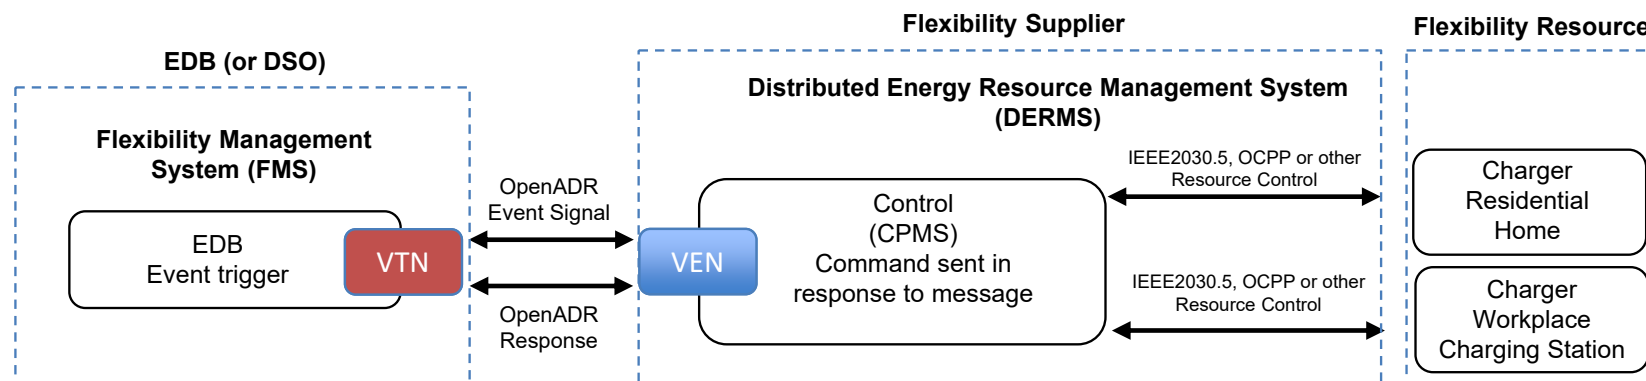 Flexibility Supplier
Flexibility Resource
EDB (or DSO)
Distributed Energy Resource Management System
(DERMS)
Flexibility Management
System (FMS)
EDB
Event trigger
VTN
OpenADR
Event Signal
OpenADR
Response
VEN
Control
(CPMS)
Command sent in
response to message
IEEE2030.5, OCPP or other
Resource Control
IEEE2030.5, OCPP or other
Resource Control
Charger
Residential
Home
Charger
Workplace
Charging Station